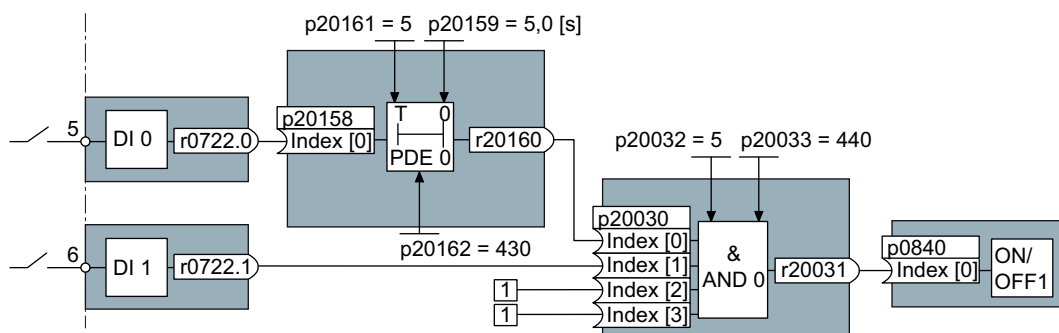 p20161 = 5 p20159 = 5,0 [s]
5
DI 0
r0722.0
p20158
Index [0]
T 0
PDE 0
r20160
p20162 = 430
6
DI 1
r0722.1
p20032 = 5 p20033 = 440
p20030
Index [0]
Index [1]
1
Index [2]
1
Index [3]
&
AND 0
r20031
p0840
Index [0]
ON/
OFF1